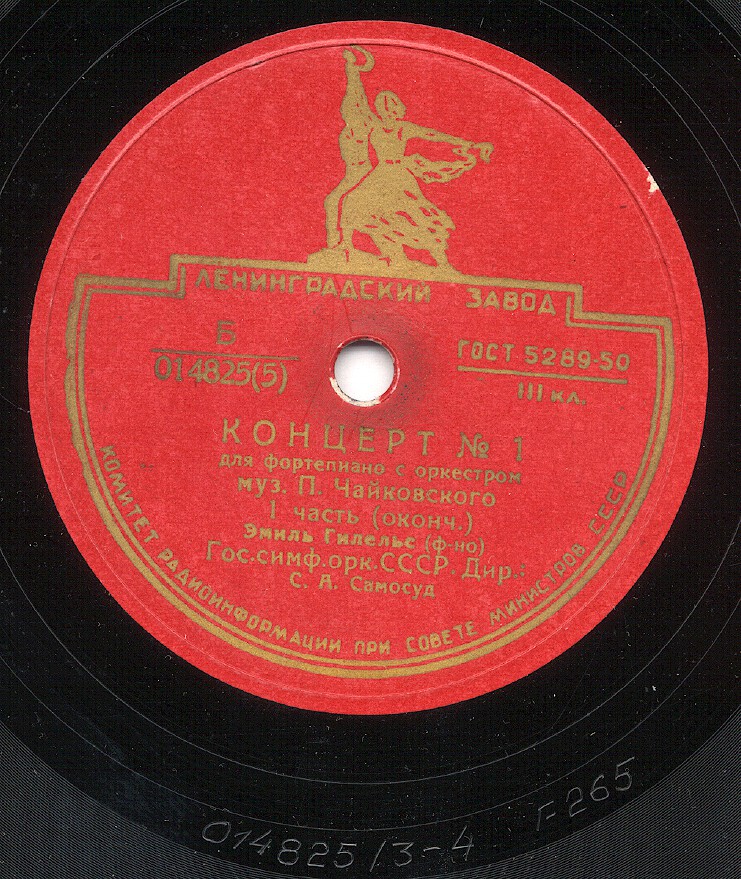 ЛЕНИНГРАДСКИЙ ЗАВОД
Б
014825(5)
ГОСТ 5289-50
III кл.
КОНЦЕРТ № 1
для фортепиано с оркестром
муз. П. Чайковского
I часть (оконч.)
Эмиль Гилельс (ф-но)
Гос.симф.орк.СССР. Дир.:
С. А. Самосуд
КОМИТЕТ РАДИОИНФОРМАЦИИ ПРИ СОВЕТЕ МИНИСТРОВ СССР
014825/3-4 F265